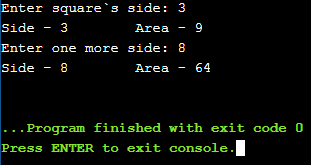 Enter square`s side: 3
Side - 3        Area - 9
Enter one more side: 8
Side - 8        Area - 64
...Program finished with exit code 0
Press ENTER to exit console.